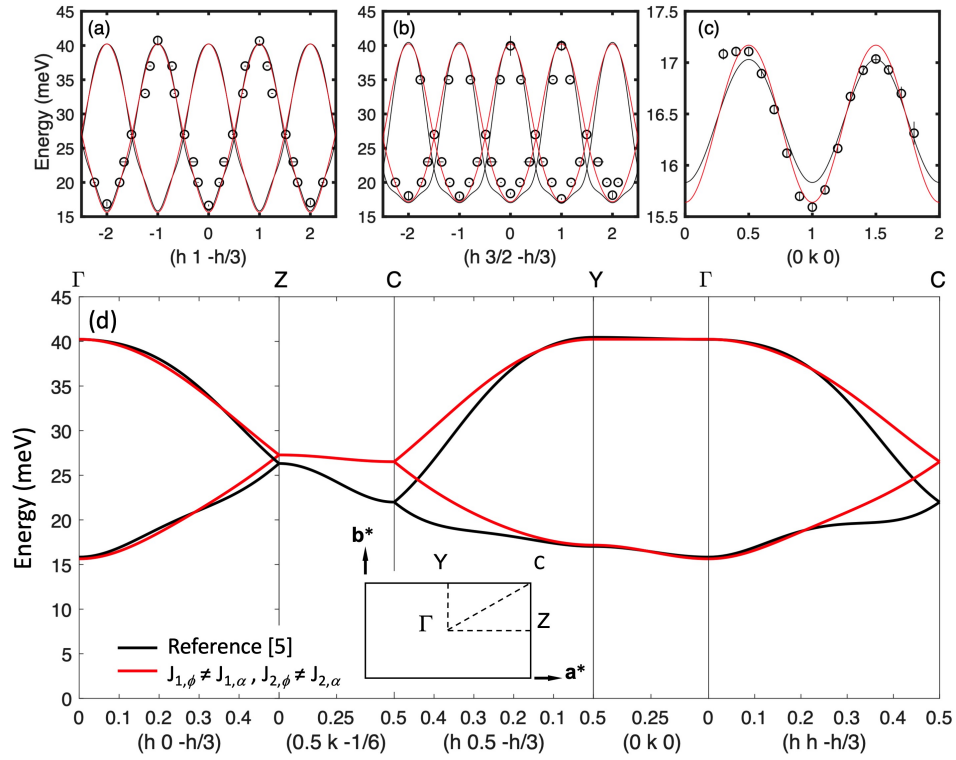 (a)
(b)
(c)
Energy (meV)
45
40
35
30
25
20
15
-2
-1
0
1
2
(h 1 -h/3)
45
40
35
30
25
20
15
-2
-1
0
1
2
(h 3/2 -h/3)
17.5
17
16.5
16
15.5
0
0.5
1
1.5
2
(0 k 0)
Γ
Z
C
Y
Γ
C
(d)
Energy (meV)
45
40
35
30
25
20
15
10
5
0
b*
Y
C
Γ
Z
a*
Reference [5]
J1,ϕ ≠ J1,α , J2,ϕ ≠ J2,α
0 0.1 0.2 0.3 0.4 0 0.25 0.5 0.4 0.3 0.2 0.1 0.5 0.25 0 0.1 0.2 0.3 0.4 0.5
(h 0 -h/3)
(0.5 k -1/6)
(h 0.5 -h/3)
(0 k 0)
(h h -h/3)